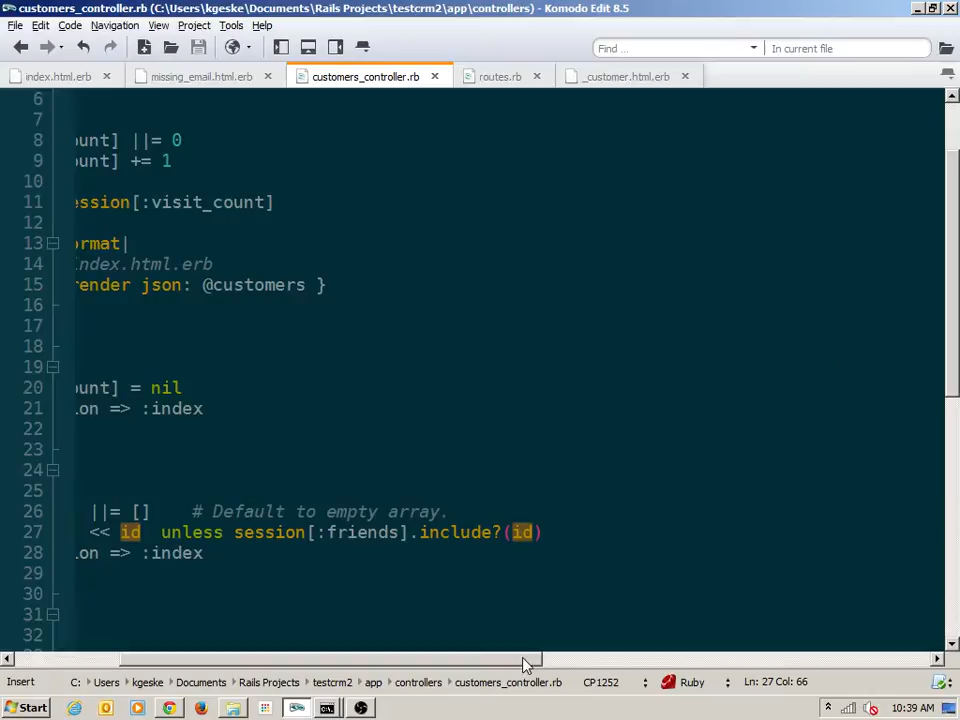 customers_controller.rb (C:\Users\kgeske\Documents\Rails Projects\testcrm2\app\controllers) - Komodo Edit 8.5
File Edit Code Navigation View Project Tools Help
Find ... In current file
index.html.erb missing_email.html.erb customers_controller.rb routes.rb _customer.html.erb
6
7
8 ount] ||= 0
9 ount] += 1
10
11 ession[:visit_count]
12
13 ormat|
14 index.html.erb
15 render json: @customers }
16
17
18
19
20 ount] = nil
21 ion => :index
22
23
24
25
26 ||= [] # Default to empty array.
27 << id unless session[:friends].include?(id)
28 ion => :index
29
30
31
32
Insert C: Users kgeske Documents Rails Projects testcrm2 app controllers customers_controller.rb CP1252 Ruby Ln: 27 Col: 66
Start 10:39 AM